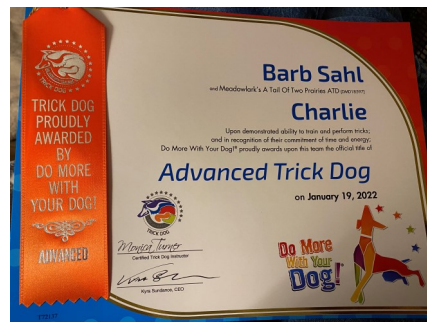 TRICK DOG
TRICK DOG
PROUDLY
AWARDED
BY
DO MORE
WITH
YOUR DOG!
ADVANCED
Barb Sahl
and Meadowlark's A Tail Of Two Prairies ATD
Charlie
Upon demonstrated ability to train and perform tricks;
and in recognition of their commitment of time and energy;
Do More With Your Dog!® proudly awards upon this team the official title of
Advanced Trick Dog
on January 19, 2022
TRICK DOG
Monica Turner
Certified Trick Dog Instructor
Kyra Sundance, CEO
Do More
With Your
Dog!